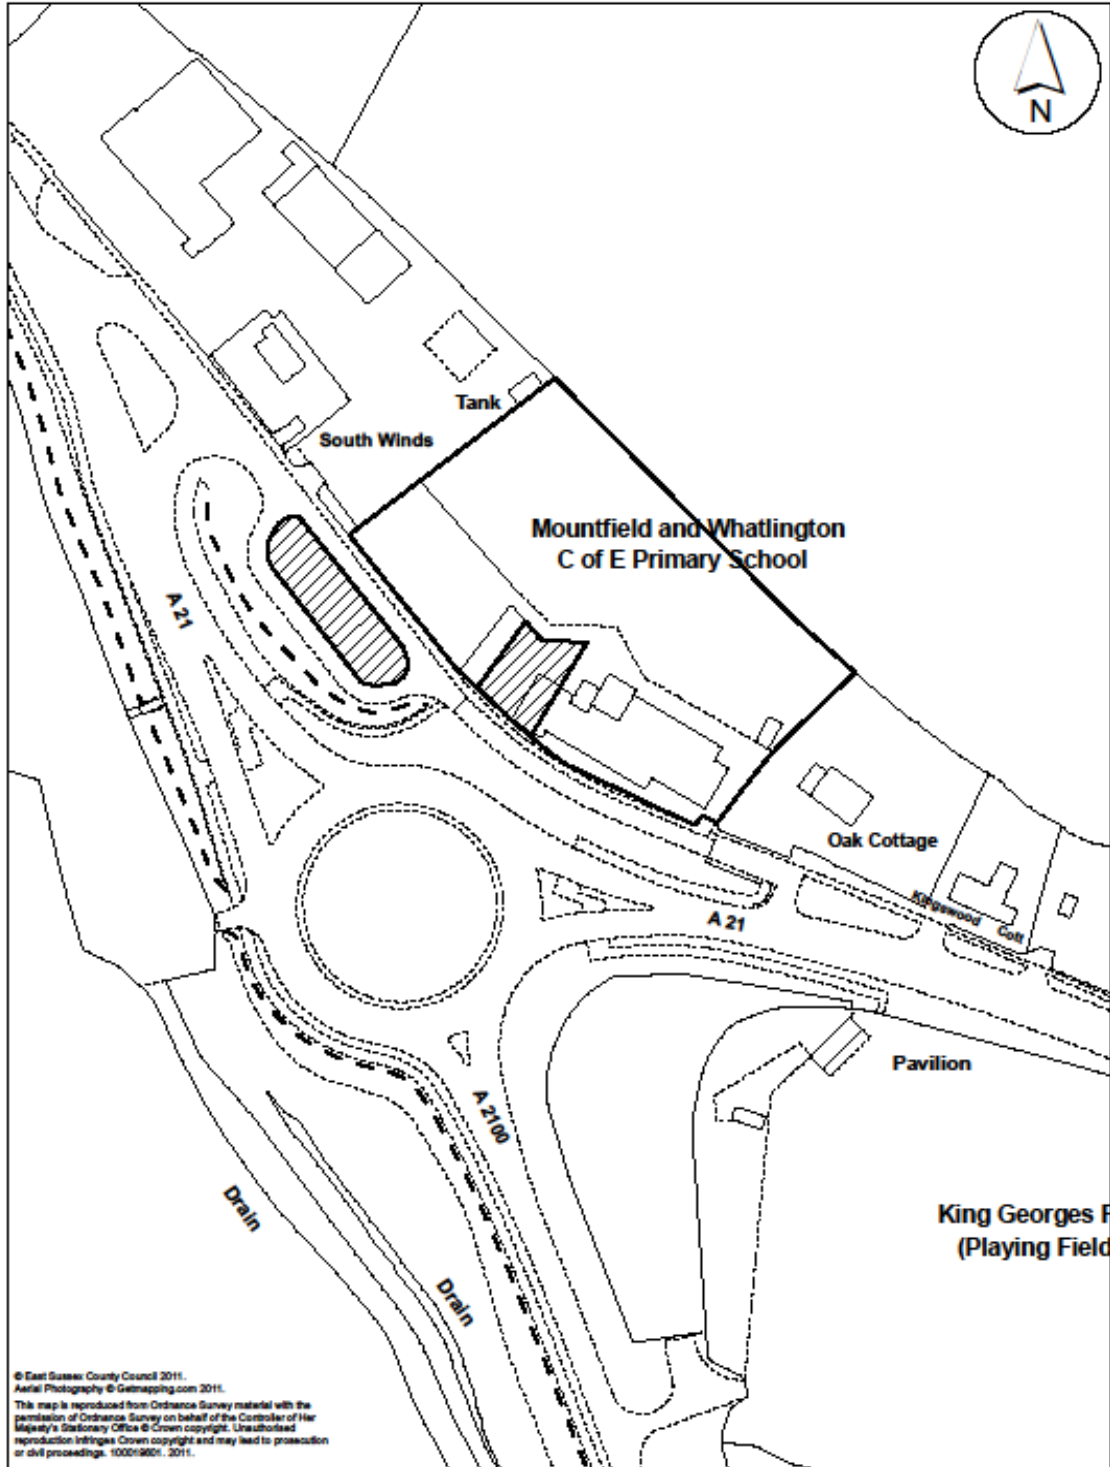 N
Tank
South Winds
Mountfield and Whatlington
C of E Primary School
A 21
Oak Cottage
Kingswood
Cott
A 21
Pavilion
A 2100
Drain
King Georges F
(Playing Field
Drain
© East Sussex County Council 2011.
Aerial Photography © Getmapping.com 2011.
This map is reproduced from Ordnance Survey material with the
permission of Ordnance Survey on behalf of the Controller of Her
Majesty's Stationary Office © Crown copyright. Unauthorised
reproduction infringes Crown copyright and may lead to prosecution
or civil proceedings. 100019601. 2011.